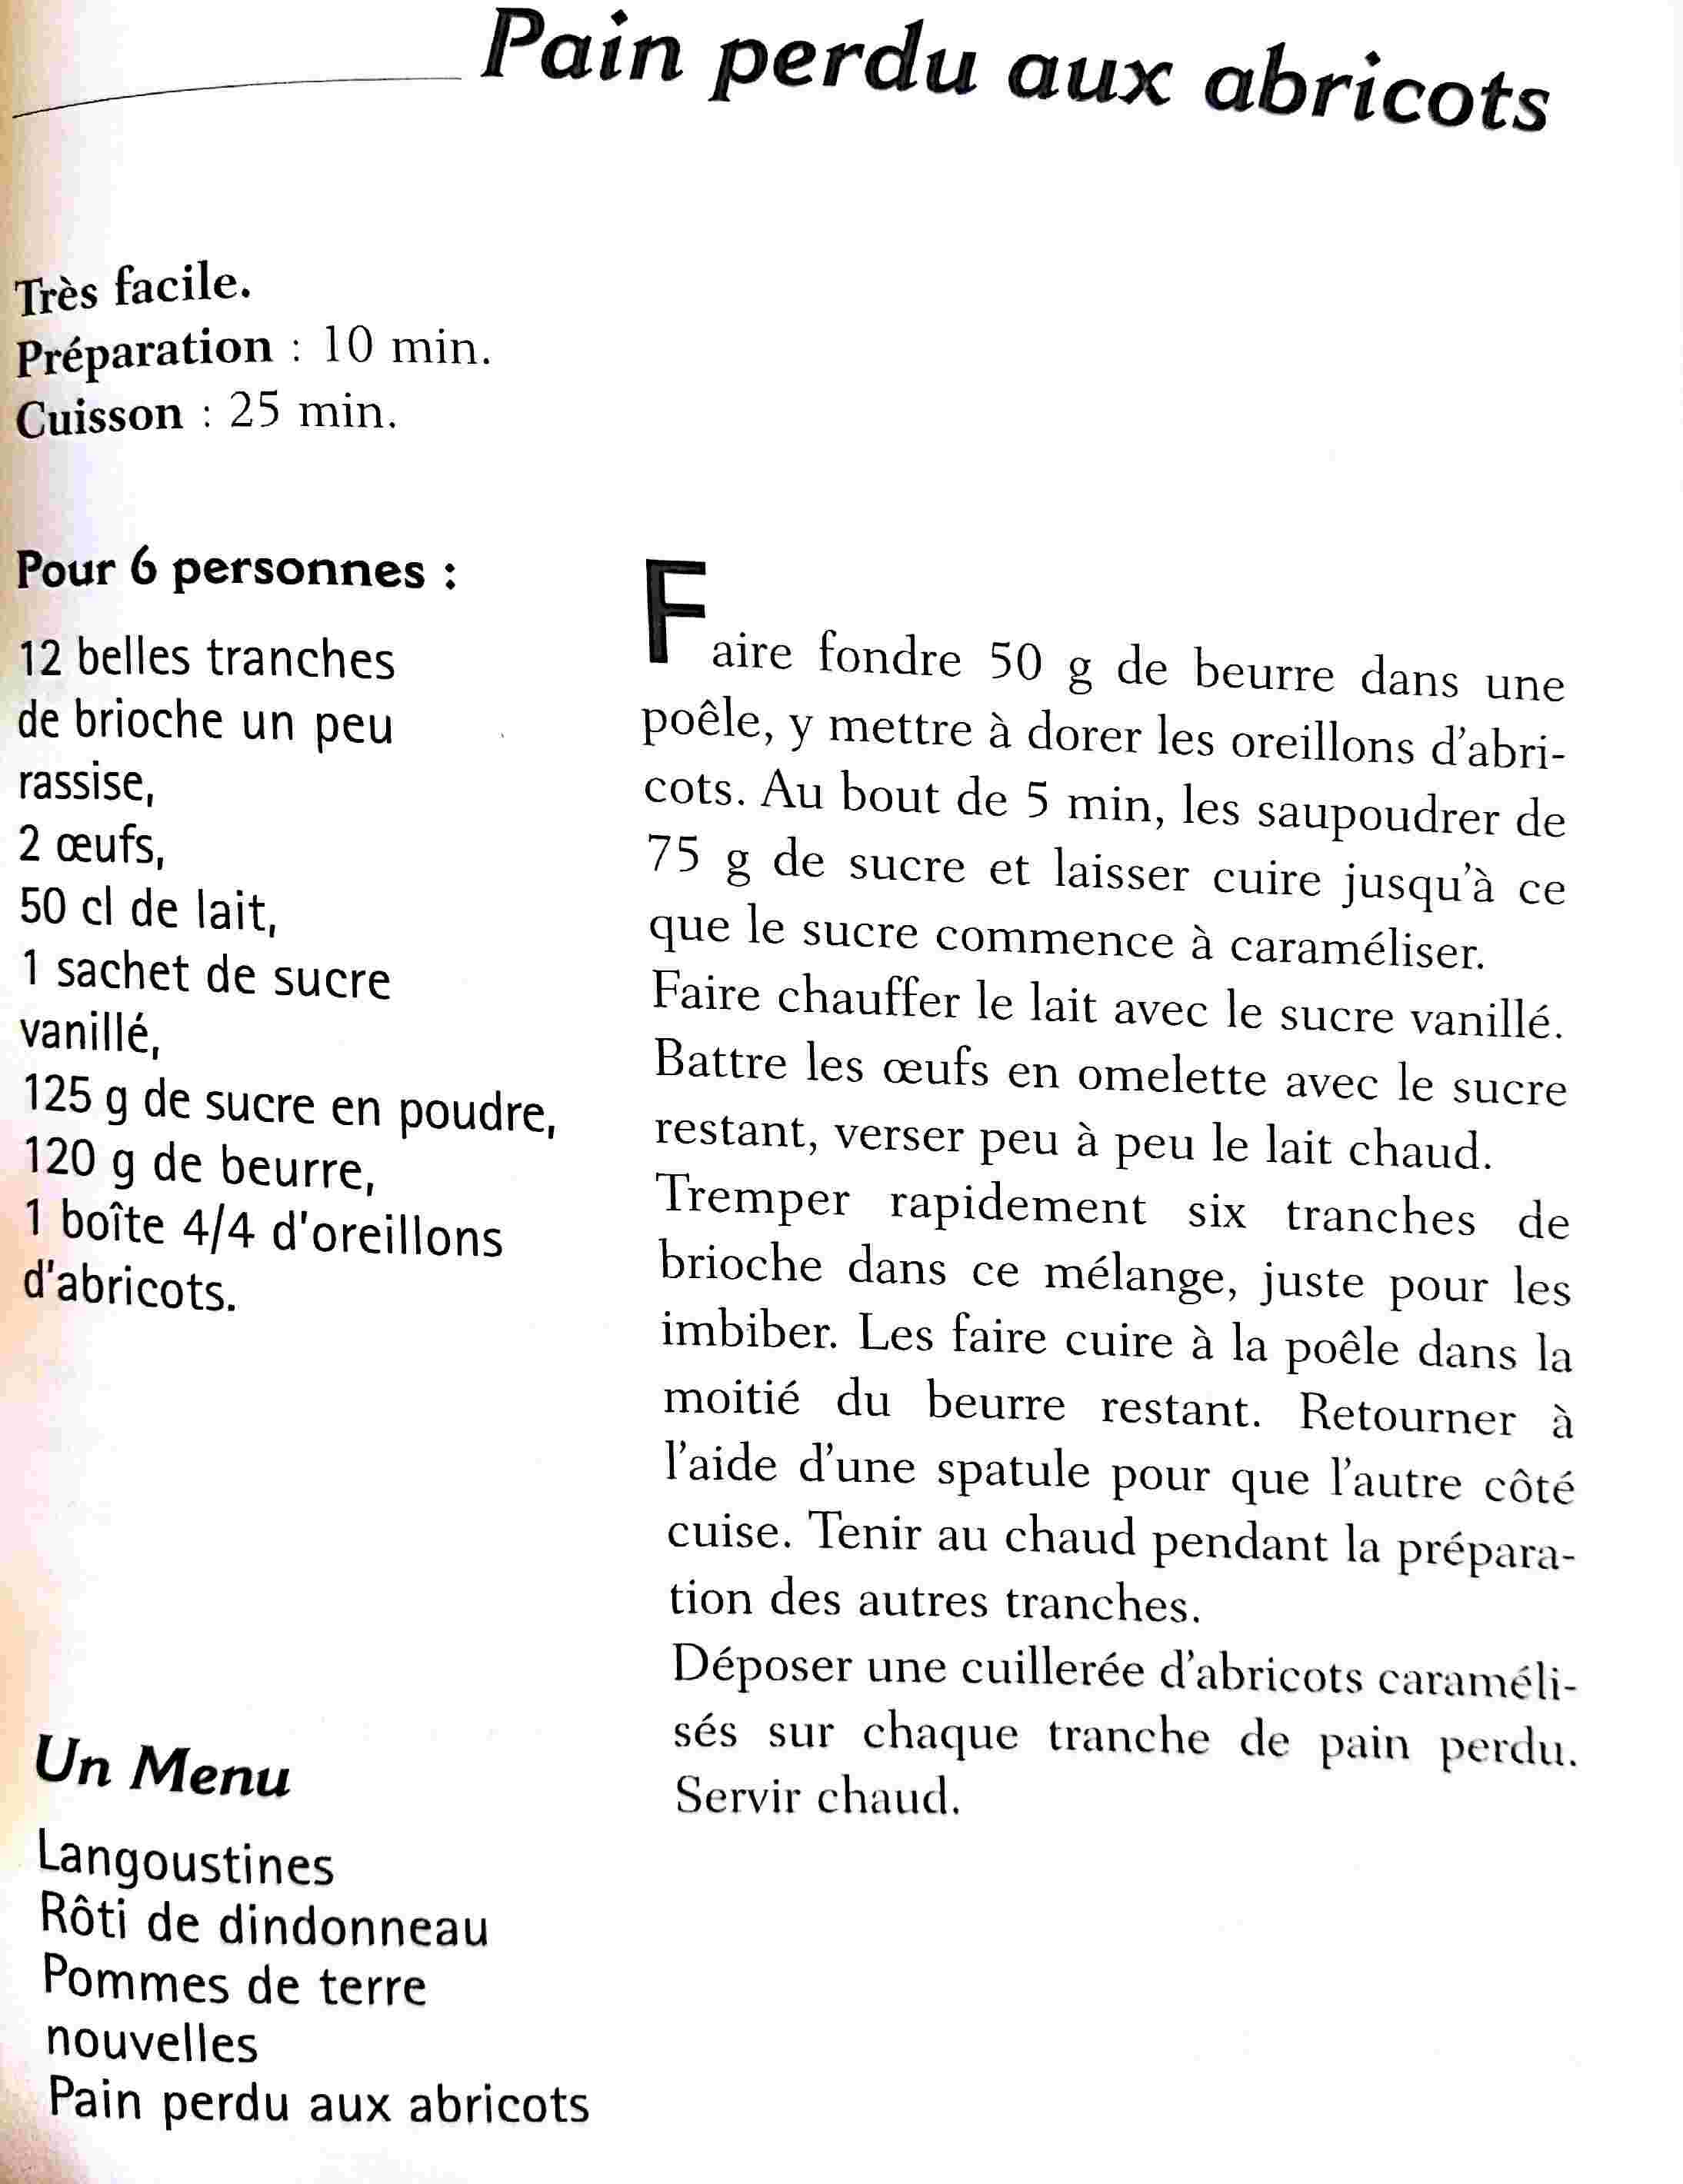 Pain perdu aux abricots
Très facile.
Préparation : 10 min.
Cuisson : 25 min.
Pour 6 personnes :
12 belles tranches
de brioche un peu
rassise,
2 œufs,
50 cl de lait,
1 sachet de sucre
vanillé,
125 g de sucre en poudre,
120 g de beurre,
1 boîte 4/4 d'oreillons
d'abricots.
Faire fondre 50 g de beurre dans une
poêle, y mettre à dorer les oreillons d'abri-
cots. Au bout de 5 min, les saupoudrer de
75 g de sucre et laisser cuire jusqu'à ce
que le sucre commence à caraméliser.
Faire chauffer le lait avec le sucre vanillé.
Battre les œufs en omelette avec le sucre
restant, verser peu à peu le lait chaud.
Tremper rapidement six tranches de
brioche dans ce mélange, juste pour les
imbiber. Les faire cuire à la poêle dans la
moitié du beurre restant. Retourner à
l'aide d'une spatule pour que l'autre côté
cuise. Tenir au chaud pendant la prépara-
tion des autres tranches.
Déposer une cuillerée d'abricots caraméli-
sés sur chaque tranche de pain perdu.
Servir chaud.
Un Menu
Langoustines
Rôti de dindonneau
Pommes de terre
nouvelles
Pain perdu aux abricots